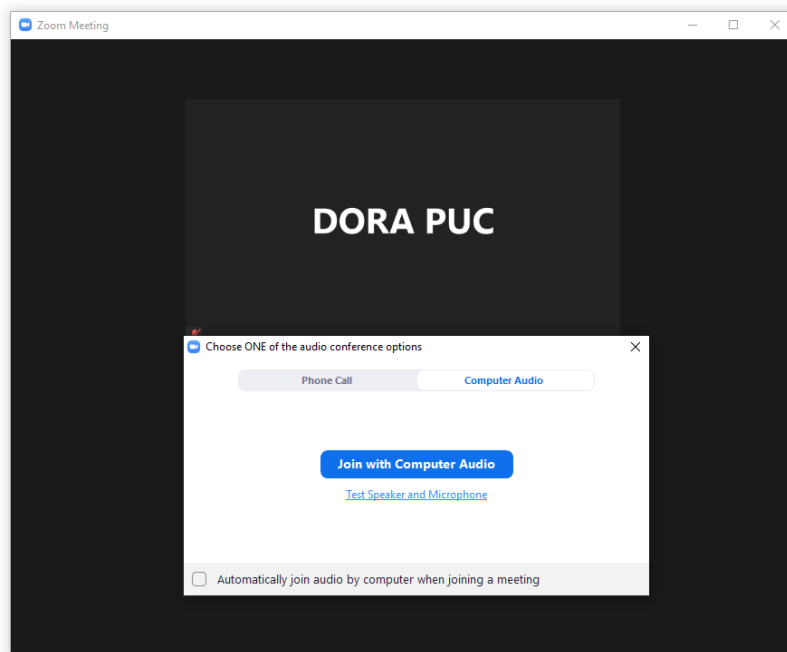 Zoom Meeting
DORA PUC
Choose ONE of the audio conference options
Phone Call
Computer Audio
Join with Computer Audio
Test Speaker and Microphone
Automatically join audio by computer when joining a meeting